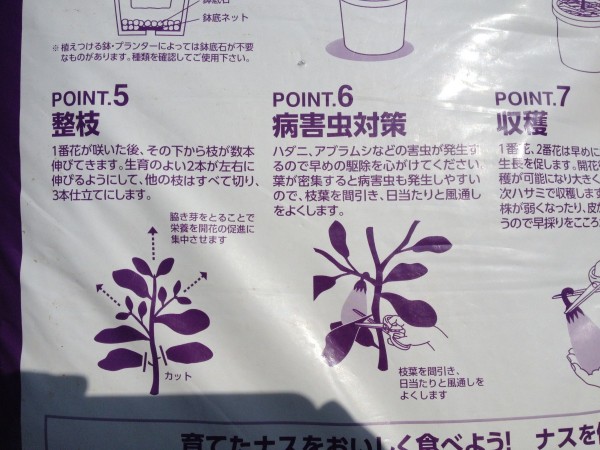 鉢底ネット
※植えつける鉢・プランターによっては鉢底石が不要
なものがあります。種類を確認してご使用下さい。
POINT.5
整枝
1番花が咲いた後、その下から枝が数本
伸びてきます。生育のよい2本が左右に
伸びるようにして、他の枝はすべて切り、
3本仕立てにします。
脇き芽をとることで
栄養を開花の促進に
集中させます
カット
POINT.6
病害虫対策
ハダニ、アブラムシなどの害虫が発生す
るので早めの駆除を心がけてください
葉が密集すると病害虫も発生しやすい
ので、枝葉を間引き、日当たりと風通し
をよくします。
枝葉を間引き、
日当たりと風通しを
よくします
POINT.7
収穫
1番花、2番花は早めに
生長を促します。開花
穫が可能になり大きく
次ハサミで収穫します
株が弱くなったり、皮か
うので早採りをこころ
育てたナスをおいしく食べよう! ナスを